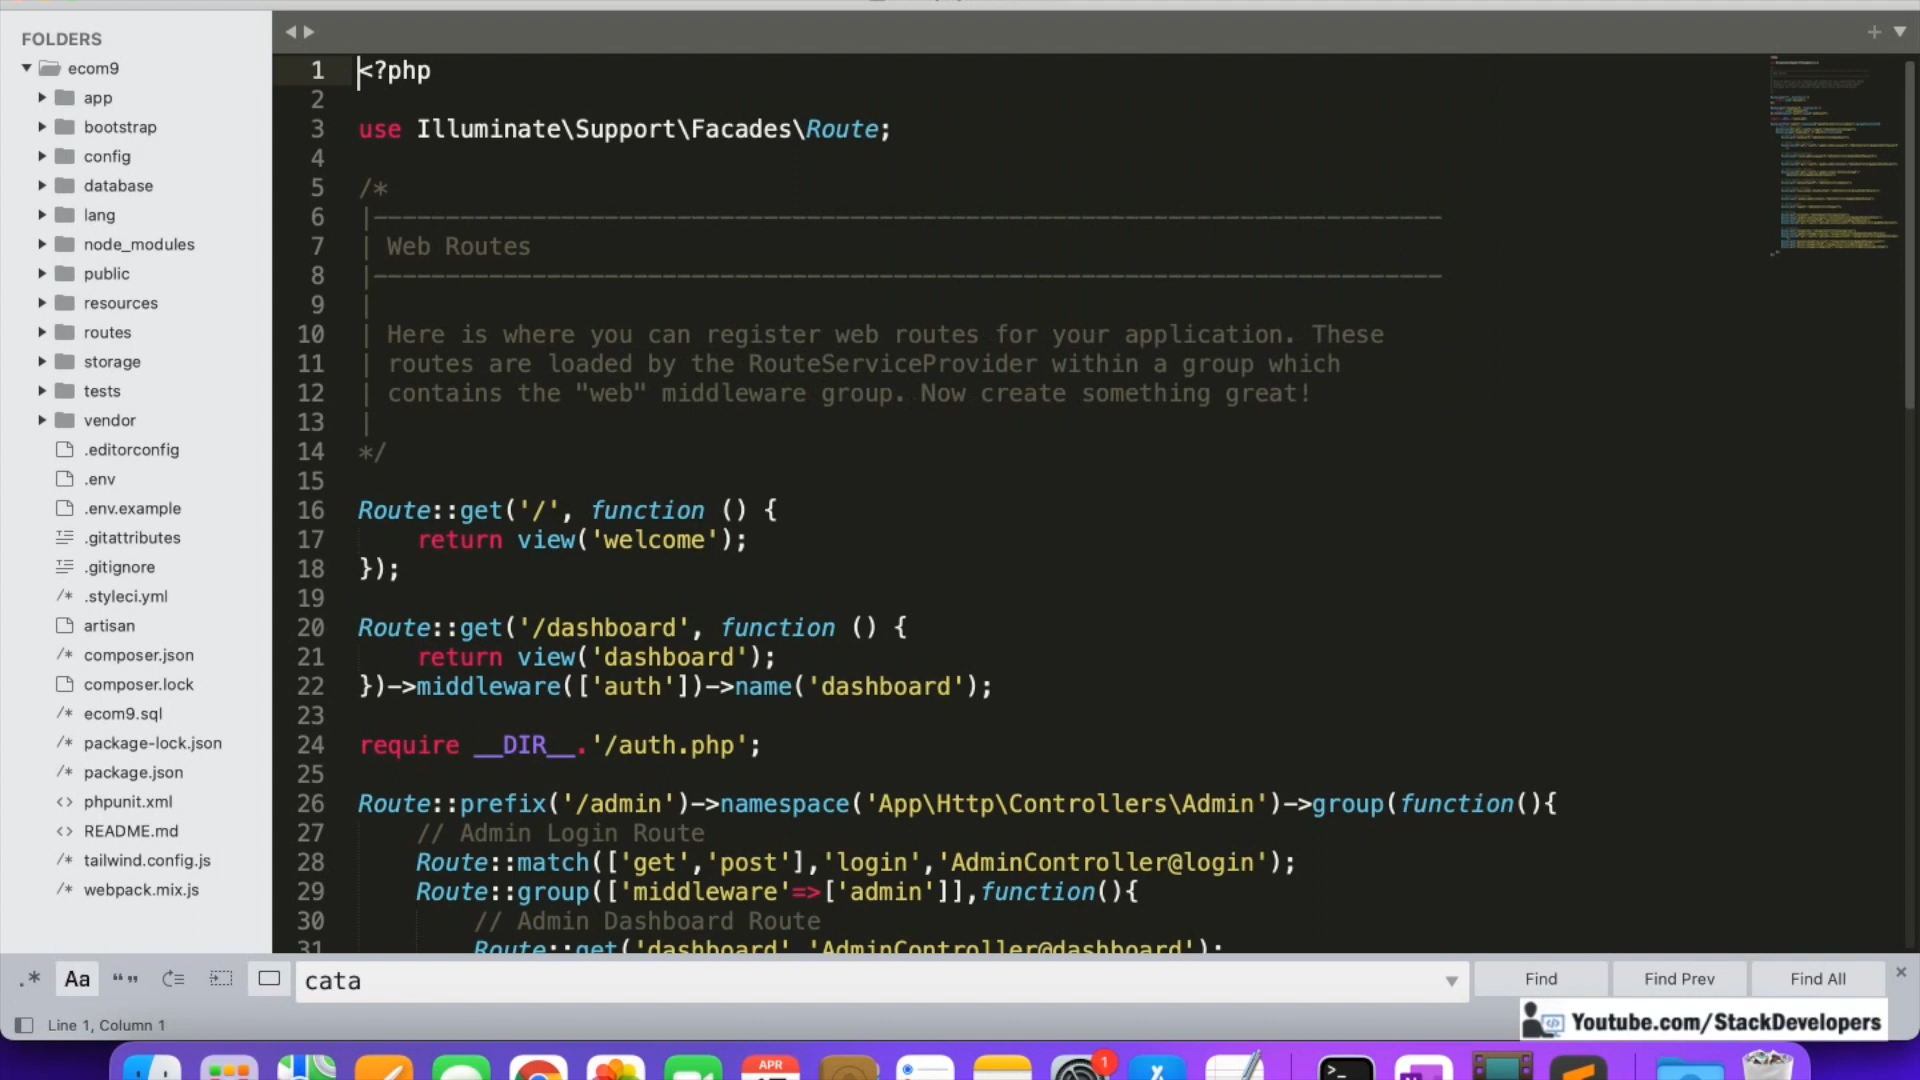 FOLDERS
ecom9
app
bootstrap
config
database
lang
node_modules
public
resources
routes
storage
tests
vendor
.editorconfig
.env
.env.example
.gitattributes
.gitignore
/* .styleci.yml
artisan
/* composer.json
composer.lock
/* ecom9.sql
/* package-lock.json
/* package.json
<> phpunit.xml
<> README.md
/* tailwind.config.js
/* webpack.mix.js
1 <?php
2
3 use Illuminate\Support\Facades\Route;
4
5 /*
6 |--------------------------------------------------------------------------
7 | Web Routes
8 |--------------------------------------------------------------------------
9 |
10 | Here is where you can register web routes for your application. These
11 | routes are loaded by the RouteServiceProvider within a group which
12 | contains the "web" middleware group. Now create something great!
13 |
14 */
15
16 Route::get('/', function () {
17     return view('welcome');
18 });
19
20 Route::get('/dashboard', function () {
21     return view('dashboard');
22 })->middleware(['auth'])->name('dashboard');
23
24 require __DIR__.'/auth.php';
25
26 Route::prefix('/admin')->namespace('App\Http\Controllers\Admin')->group(function(){
27     // Admin Login Route
28     Route::match(['get','post'],'login','AdminController@login');
29     Route::group(['middleware'=>['admin']],function(){
30         // Admin Dashboard Route
31         Route::get('dashboard','AdminController@dashboard');
.* Aa “ ” cata Find Find Prev Find All
Line 1, Column 1
Youtube.com/StackDevelopers
APR
1